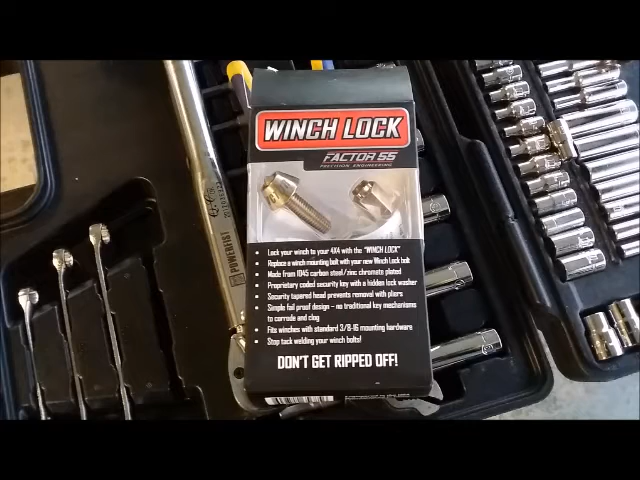 WINCH LOCK
FACTOR 55
PRECISION ENGINEERING
Lock your winch to your 4X4 with the "WINCH LOCK"
Replace a winch mounting bolt with your new Winch Lock bolt
Made from 1045 carbon steel/zinc chromate plated
Proprietary coded security key with a hidden lock washer
Security tapered head prevents removal with pliers
Simple fail proof design – no traditional key mechanisms
to corrode and clog
Fits winches with standard 3/8-16 mounting hardware
Stop tack welding your winch bolts!
DON'T GET RIPPED OFF!
POWERFIST